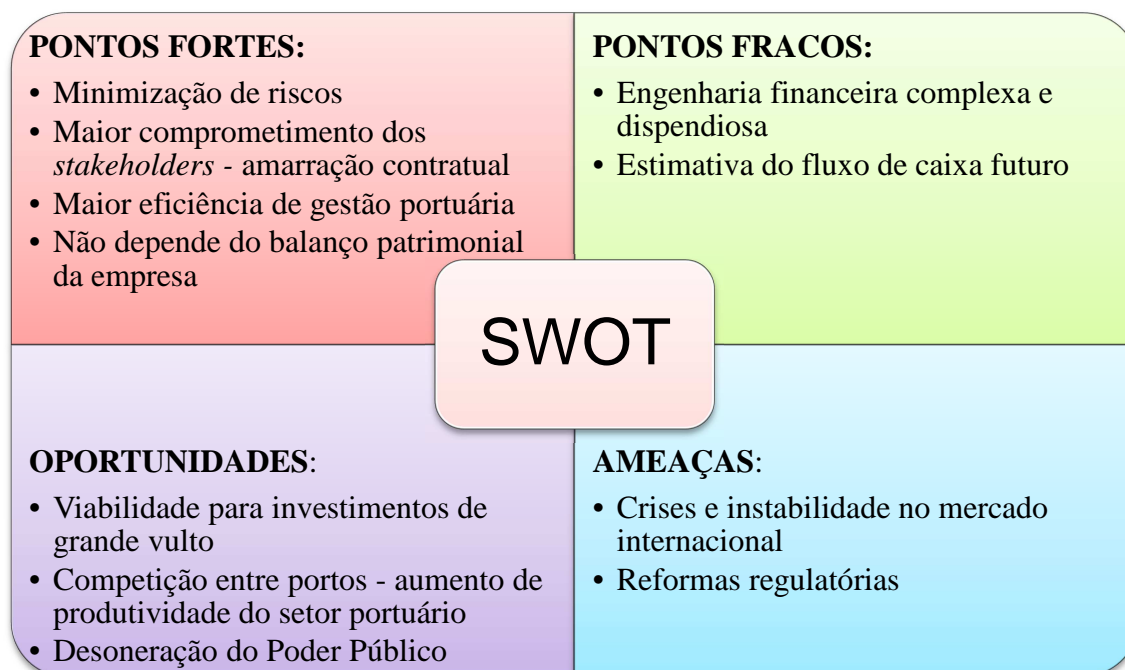 PONTOS FORTES:
• Minimização de riscos
• Maior comprometimento dos
stakeholders - amarração contratual
• Maior eficiência de gestão portuária
• Não depende do balanço patrimonial
da empresa
PONTOS FRACOS:
• Engenharia financeira complexa e
dispendiosa
• Estimativa do fluxo de caixa futuro
SWOT
OPORTUNIDADES:
• Viabilidade para investimentos de
grande vulto
• Competição entre portos - aumento de
produtividade do setor portuário
• Desoneração do Poder Público
AMEAÇAS:
• Crises e instabilidade no mercado
internacional
• Reformas regulatórias